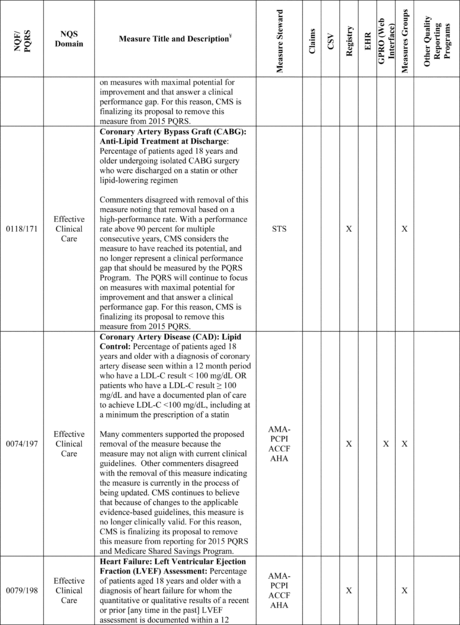 NQF/
PQRS
NQS
Domain
Measure Title and Description¥
Measure Steward
Claims
CSV
Registry
EHR
GPRO (Web
Interface)
Measures Groups
Other Quality
Reporting
Programs
on measures with maximal potential for
improvement and that answer a clinical
performance gap. For this reason, CMS is
finalizing its proposal to remove this
measure from 2015 PQRS.
0118/171
Effective
Clinical
Care
Coronary Artery Bypass Graft (CABG):
Anti-Lipid Treatment at Discharge:
Percentage of patients aged 18 years and
older undergoing isolated CABG surgery
who were discharged on a statin or other
lipid-lowering regimen
Commenters disagreed with removal of this
measure noting that removal based on a
high-performance rate. With a performance
rate above 90 percent for multiple
consecutive years, CMS considers the
measure to have reached its potential, and
no longer represent a clinical performance
gap that should be measured by the PQRS
Program. The PQRS will continue to focus
on measures with maximal potential for
improvement and that answer a clinical
performance gap. For this reason, CMS is
finalizing its proposal to remove this
measure from 2015 PQRS.
STS
X
X
0074/197
Effective
Clinical
Care
Coronary Artery Disease (CAD): Lipid
Control: Percentage of patients aged 18
years and older with a diagnosis of coronary
artery disease seen within a 12 month period
who have a LDL-C result < 100 mg/dL OR
patients who have a LDL-C result ≥ 100
mg/dL and have a documented plan of care
to achieve LDL-C <100 mg/dL, including at
a minimum the prescription of a statin
Many commenters supported the proposed
removal of the measure because the
measure may not align with current clinical
guidelines. Other commenters disagreed
with the removal of this measure indicating
the measure is currently in the process of
being updated. CMS continues to believe
that because of changes to the applicable
evidence-based guidelines, this measure is
no longer clinically valid. For this reason,
CMS is finalizing its proposal to remove
this measure from reporting for 2015 PQRS
and Medicare Shared Savings Program.
AMA-
PCPI
ACCF
AHA
X
X
X
0079/198
Effective
Clinical
Care
Heart Failure: Left Ventricular Ejection
Fraction (LVEF) Assessment: Percentage
of patients aged 18 years and older with a
diagnosis of heart failure for whom the
quantitative or qualitative results of a recent
or prior [any time in the past] LVEF
assessment is documented within a 12
AMA-
PCPI
ACCF
AHA
X
X